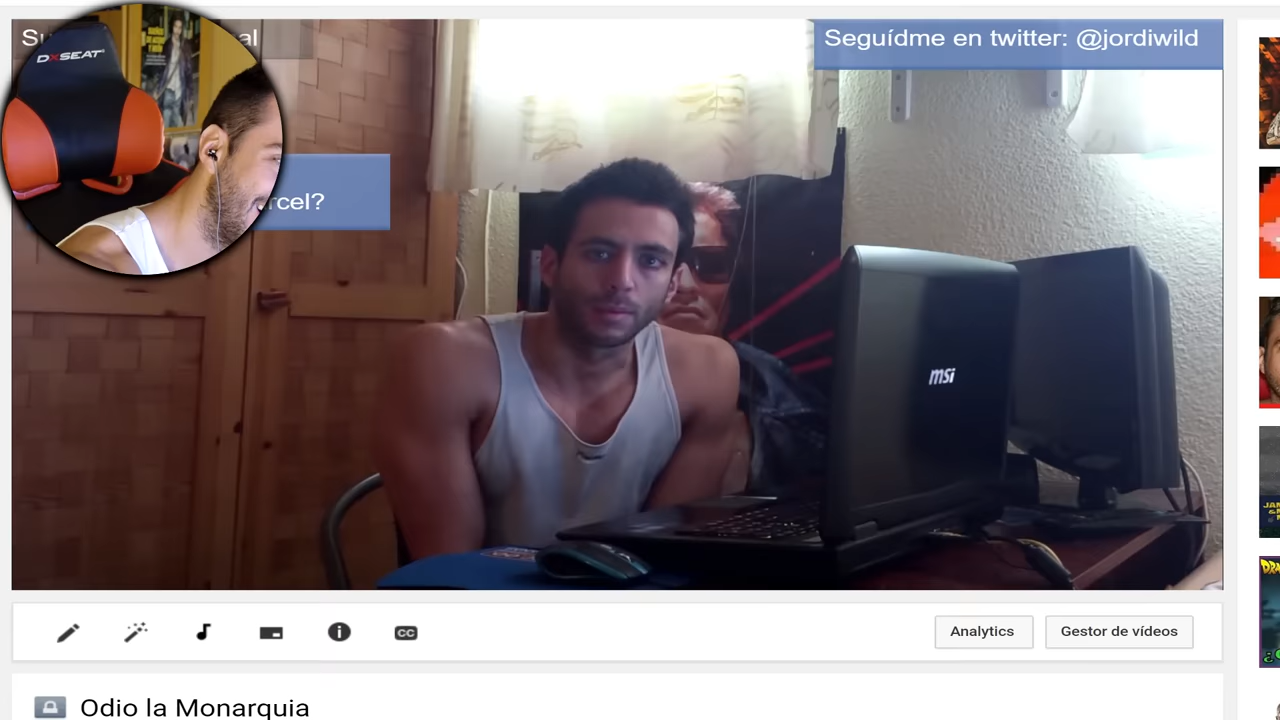 Seguídme en twitter: @jordiwild
DXSEAT
msi
Analytics
Gestor de vídeos
Odio la Monarquia